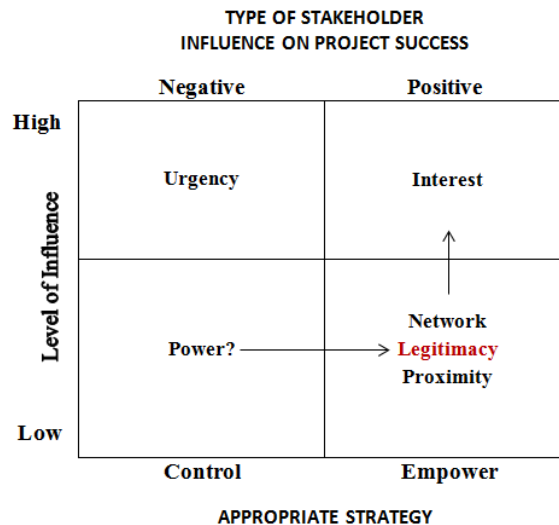 TYPE OF STAKEHOLDER
INFLUENCE ON PROJECT SUCCESS
Negative
Positive
High
Urgency
Interest
Level of Influence
Network
Power?
Legitimacy
Proximity
Low
Control
Empower
APPROPRIATE STRATEGY